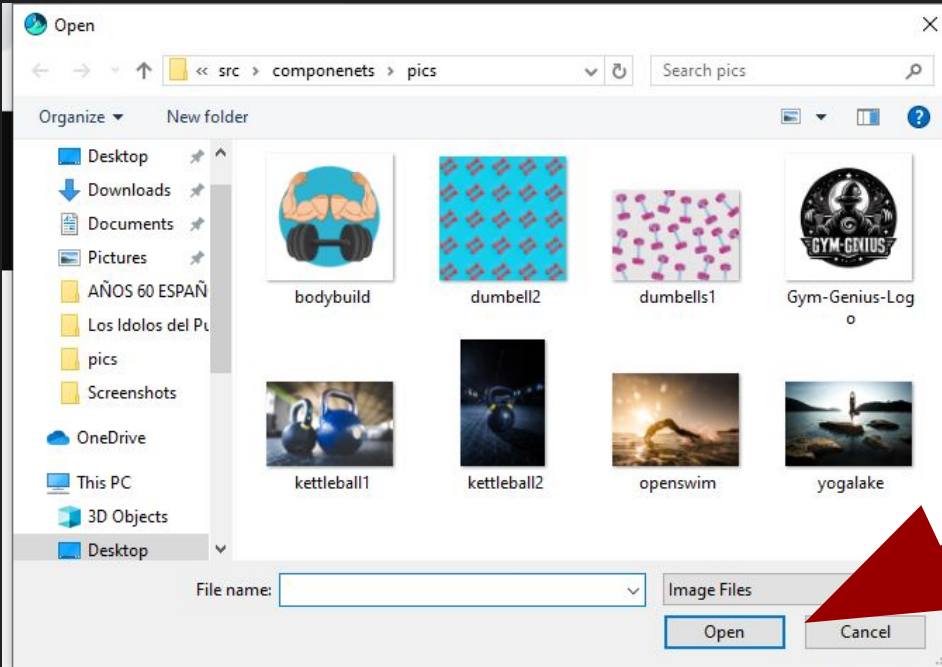 Open
« src > componenets > pics
Search pics
Organize
New folder
Desktop
Downloads
Documents
Pictures
AÑOS 60 ESPAÑ
Los Idolos del Pu
pics
Screenshots
OneDrive
This PC
3D Objects
Desktop
GYM-GENIUS
bodybuild
dumbell2
dumbells1
Gym-Genius-Log
o
kettleball1
kettleball2
openswim
yogalake
File name:
Image Files
Open
Cancel